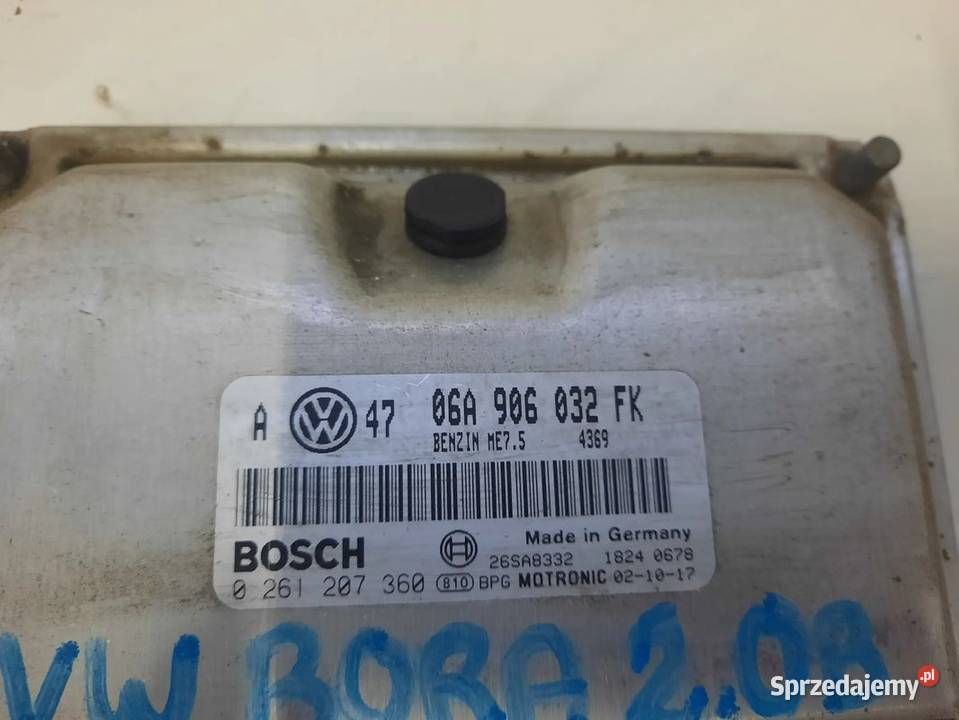 A VW 47 06A 906 032 FK
BENZIN ME7.5 4369
Made in Germany
BOSCH 26SA8332 1824 0678
0 261 207 360 810 BPG MOTRONIC 02-10-17
VW BORA 2.0B
Sprzedajemy.pl